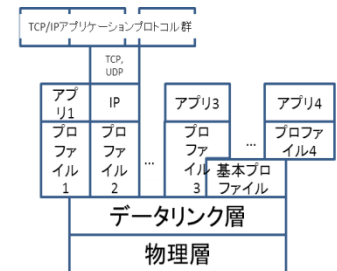 TCP/IPアプリケーションプロトコル群
TCP,
UDP
アプ
リ1
IP
アプリ3
アプリ4
プロ
ファ
イル
1
プロ
ファ
イル
2
…
プロ
ファ
イル
3
…
プロファ
イル4
基本プロ
ファイル
データリンク層
物理層